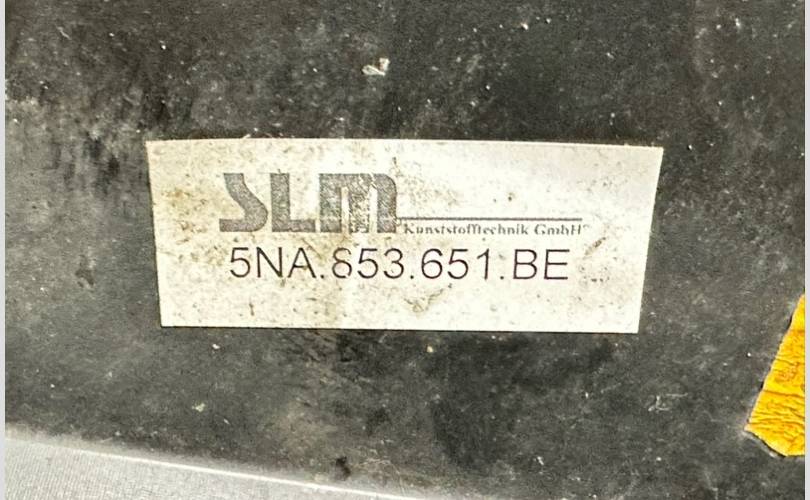 SLM
Kunststofftechnik GmbH
5NA.853.651.BE